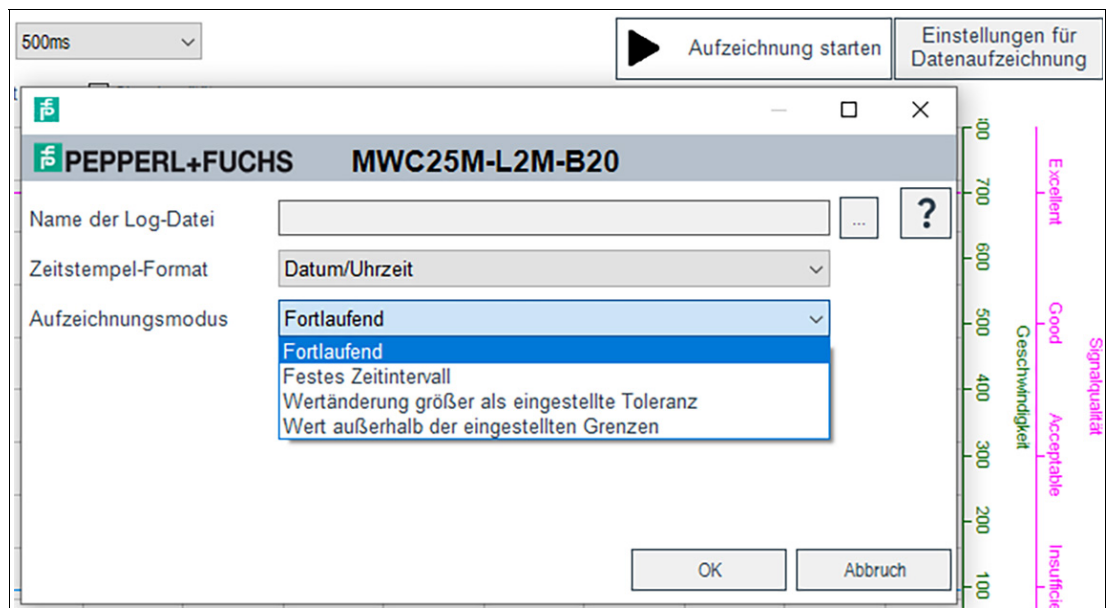 500ms
Aufzeichnung starten
Einstellungen für
Datenaufzeichnung
PEPPERL+FUCHS MWC25M-L2M-B20
Name der Log-Datei
...
?
Zeitstempel-Format
Datum/Uhrzeit
Aufzeichnungsmodus
Fortlaufend
Fortlaufend
Festes Zeitintervall
Wertänderung größer als eingestellte Toleranz
Wert außerhalb der eingestellten Grenzen
OK
Abbruch
700
600
500
400
300
200
100
Geschwindigkeit
Excellent
Good
Acceptable
Signalqualität